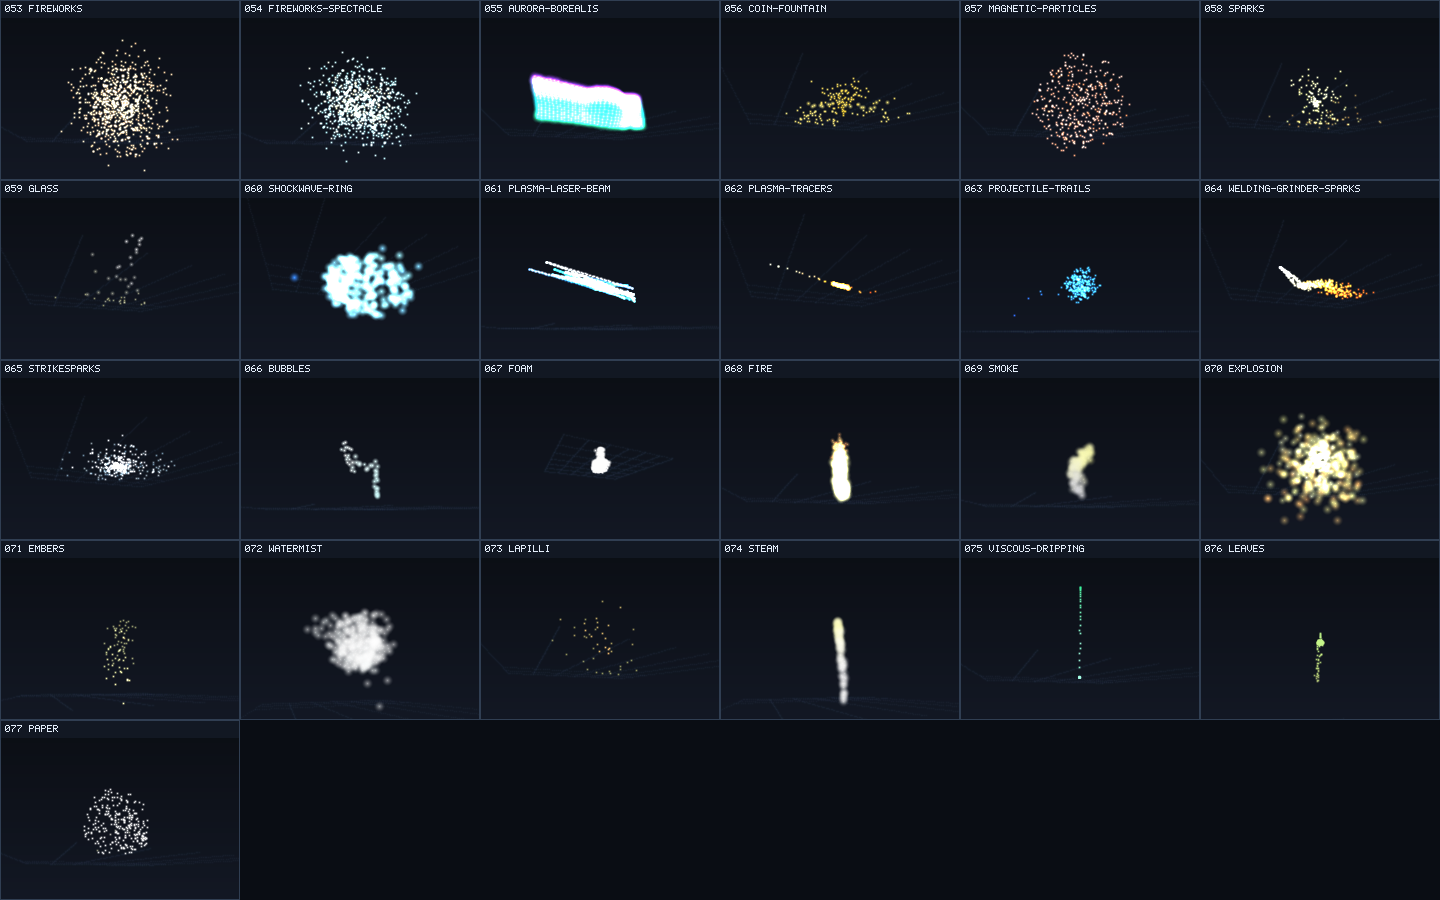 053 FIREWORKS
054 FIREWORKS-SPECTACLE
055 AURORA-BOREALIS
056 COIN-FOUNTAIN
057 MAGNETIC-PARTICLES
058 SPARKS
059 GLASS
060 SHOCKWAVE-RING
061 PLASMA-LASER-BEAM
062 PLASMA-TRACERS
063 PROJECTILE-TRAILS
064 WELDING-GRINDER-SPARKS
065 STRIKESPARKS
066 BUBBLES
067 FOAM
068 FIRE
069 SMOKE
070 EXPLOSION
071 EMBERS
072 WATERMIST
073 LAPILLI
074 STEAM
075 VISCOUS-DRIPPING
076 LEAVES
077 PAPER